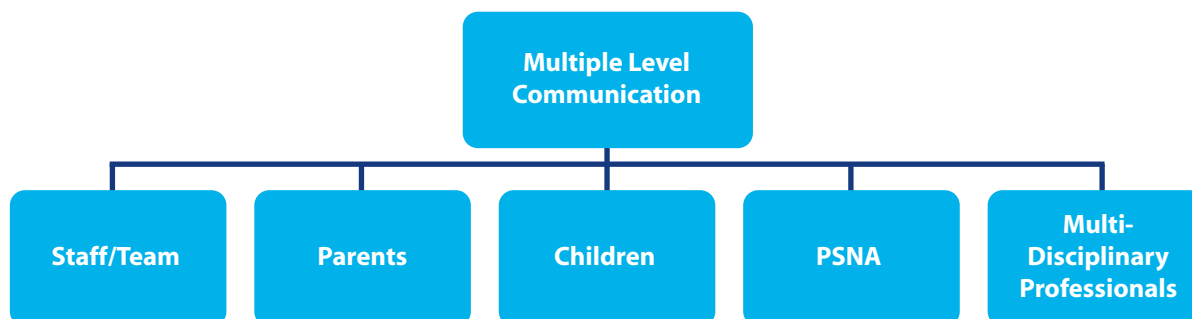 Multiple Level
Communication
Staff/Team
Parents
Children
PSNA
Multi-
Disciplinary
Professionals